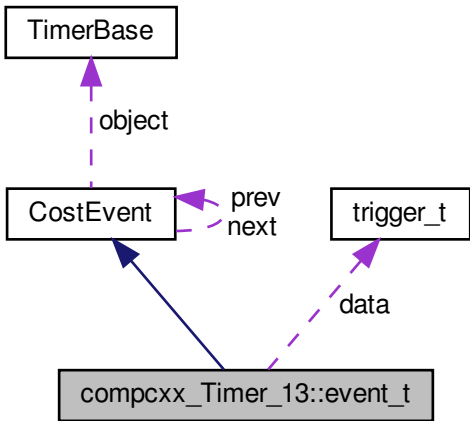 TimerBase
object
CostEvent
prev
next
trigger_t
data
compcxx_Timer_13::event_t